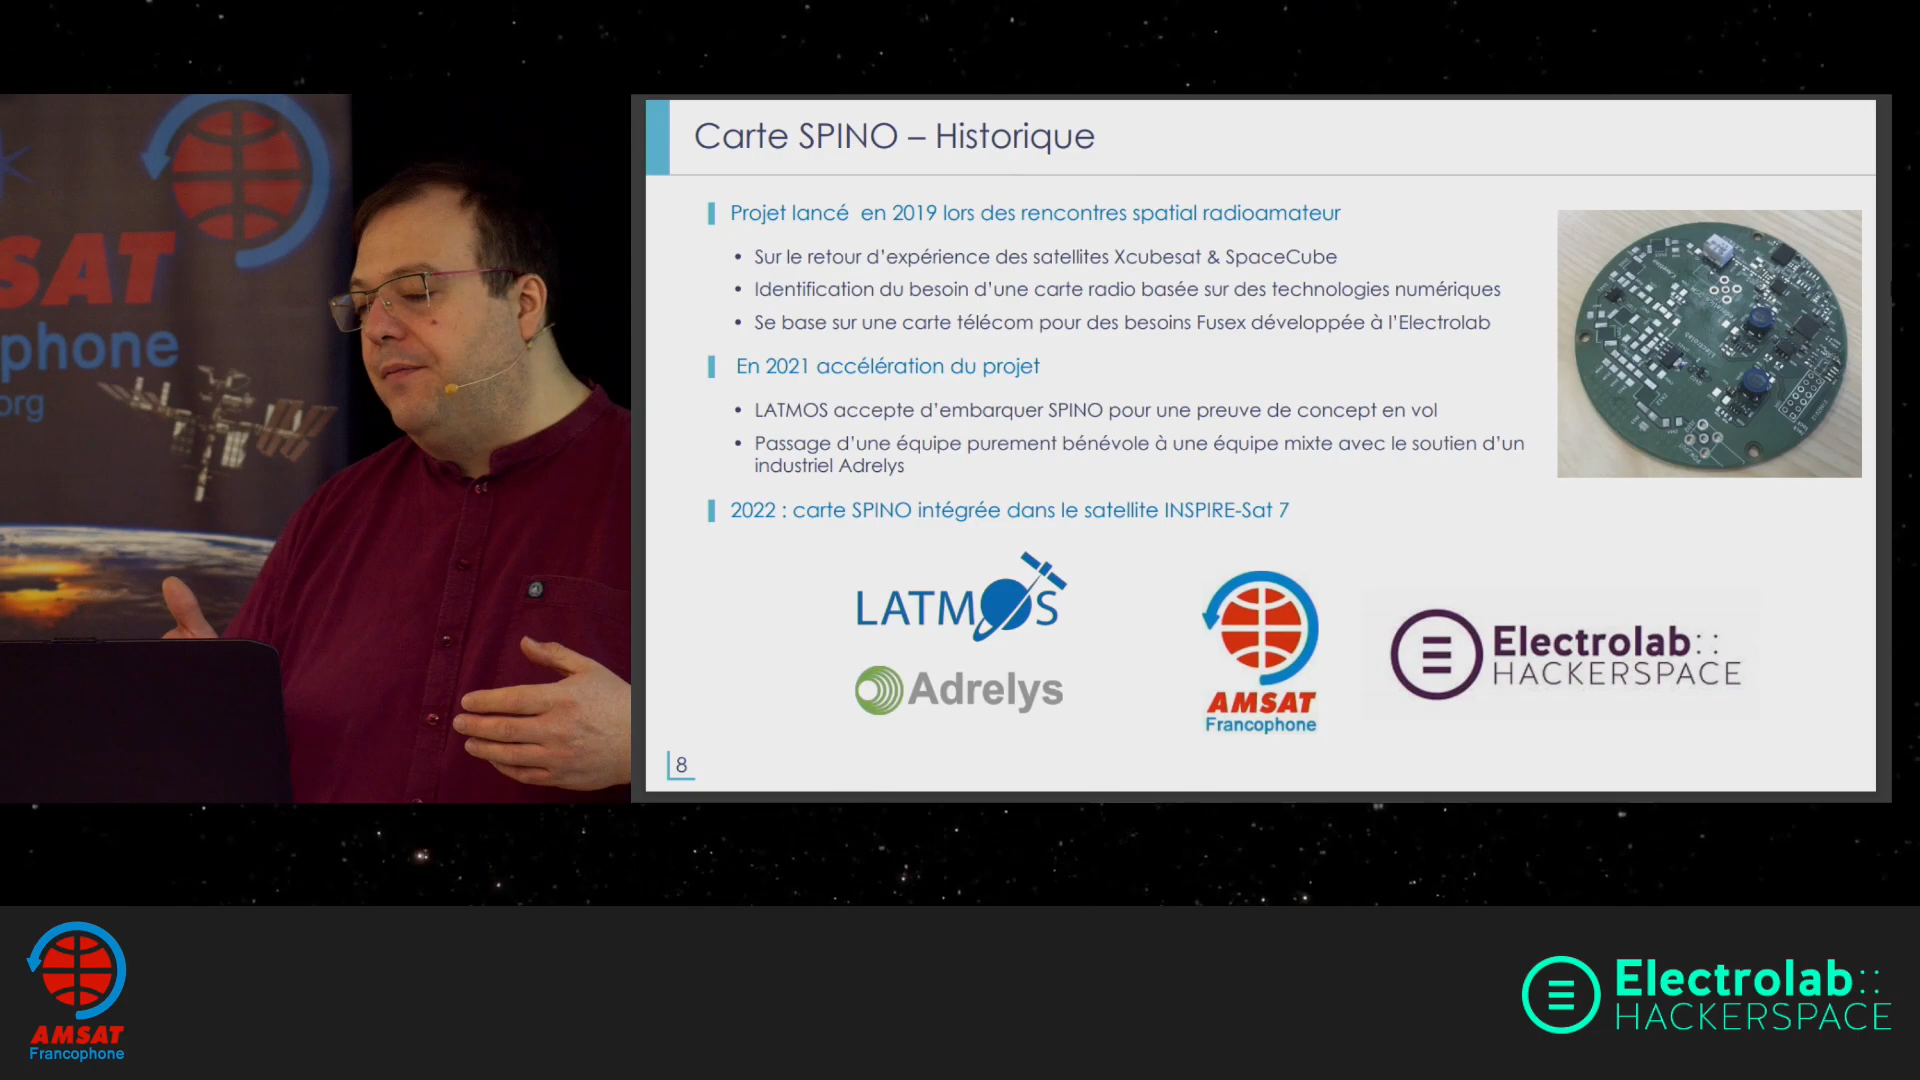 Carte SPINO – Historique
Projet lancé en 2019 lors des rencontres spatial radioamateur
• Sur le retour d’expérience des satellites Xcubesat & SpaceCube
• Identification du besoin d’une carte radio basée sur des technologies numériques
• Se base sur une carte télécom pour des besoins Fusex développée à l’Electrolab
En 2021 accélération du projet
• LATMOS accepte d’embarquer SPINO pour une preuve de concept en vol
• Passage d’une équipe purement bénévole à une équipe mixte avec le soutien d’un
industriel Adrelys
2022 : carte SPINO intégrée dans le satellite INSPIRE-Sat 7
LATMOS
Adrelys
AMSAT
Francophone
Electrolab::
HACKERSPACE
8
SAT
phone
org
AMSAT
Francophone
Electrolab::
HACKERSPACE